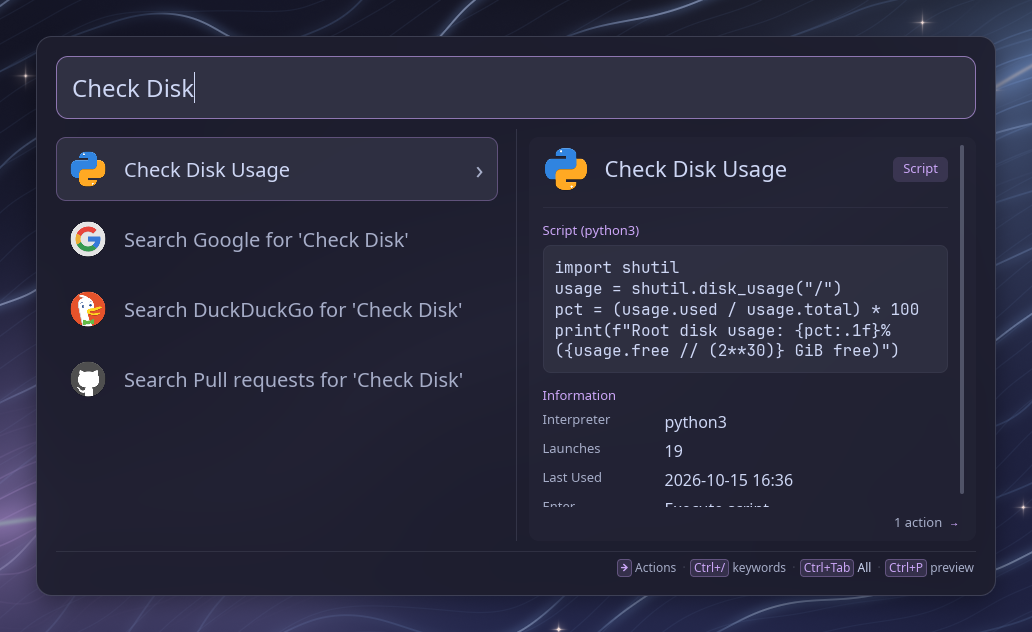 Check Disk
Check Disk Usage
Search Google for 'Check Disk'
Search DuckDuckGo for 'Check Disk'
Search Pull requests for 'Check Disk'
Check Disk Usage
Script
Script (python3)
import shutil
usage = shutil.disk_usage("/")
pct = (usage.used / usage.total) * 100
print(f"Root disk usage: {pct:.1f}%
({usage.free // (2**30)} GiB free)")
Information
Interpreter python3
Launches 19
Last Used 2026-10-15 16:36
Enter Execute script
1 action →
→ Actions · Ctrl+/ keywords · Ctrl+Tab All · Ctrl+P preview